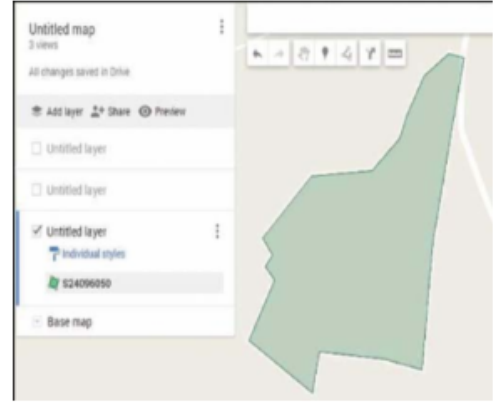 Untitled map
3 views
All changes saved in Drive
Add layer Share Preview
Untitled layer
Untitled layer
Untitled layer
Individual styles
S24096050
Base map